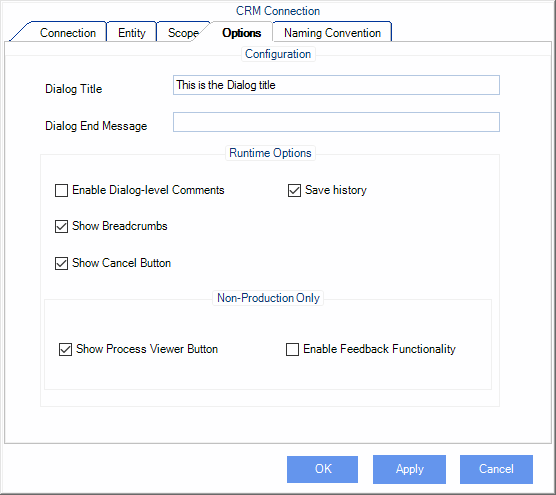 CRM Connection
Connection Entity Scope Options Naming Convention
Configuration
Dialog Title This is the Dialog title
Dialog End Message
Runtime Options
Enable Dialog-level Comments Save history
Show Breadcrumbs
Show Cancel Button
Non-Production Only
Show Process Viewer Button Enable Feedback Functionality
OK Apply Cancel